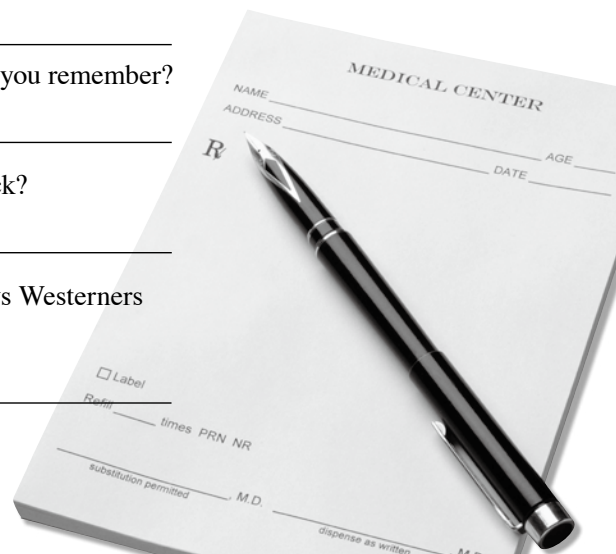 you remember?
k?
s Westerners
MEDICAL CENTER
NAME
ADDRESS
AGE
DATE
Rx
Label
Refill times PRN NR
substitution permitted M.D.
dispense as written M.D.